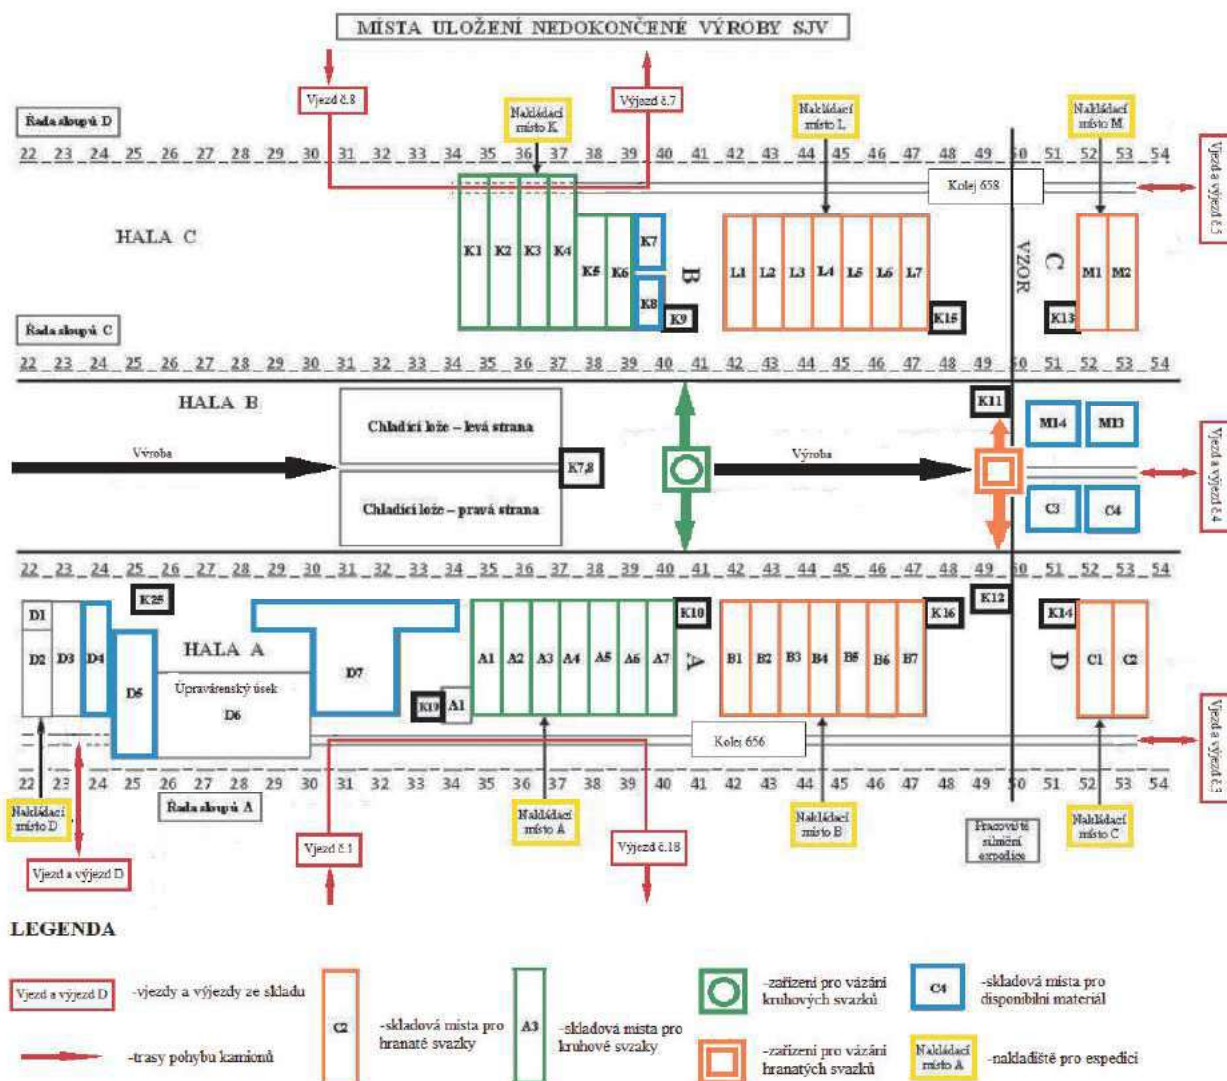 MÍSTA ULOŽENÍ NEDOKONČENÉ VÝROBY SJV
Vjezd č.8
Výjezd č.7
Nakládací
místo K
Nakládací
místo L
Nakládací
místo M
Řada sloupů D
22 23 24 25 26 27 28 29 30 31 32 33 34 35 36 37 38 39 40 41 42 43 44 45 46 47 48 49 50 51 52 53 54
Vjezd a výjezd č.5
Kolej 658
HALA C
K1 K2 K3 K4 K5 K6 K7
K8
K9
B
L1 L2 L3 L4 L5 L6 L7
K15
VZOR
C
K13
M1 M2
Řada sloupů C
22 23 24 25 26 27 28 29 30 31 32 33 34 35 36 37 38 39 40 41 42 43 44 45 46 47 48 49 50 51 52 53 54
HALA B
Chladící lože – levá strana
Výroba
K7,8
Chladící lože – pravá strana
Výroba
K11
M14 M13
C3 C4
Vjezd a výjezd č.4
22 23 24 25 26 27 28 29 30 31 32 33 34 35 36 37 38 39 40 41 42 43 44 45 46 47 48 49 50 51 52 53 54
D1
D2 D3 D4
D5
K25
HALA A
Úpravárenský úsek
D6
D7
K19
A1
A1 A2 A3 A4 A5 A6 A7
K10
A
B1 B2 B3 B4 B5 B6 B7
K16
K12
K14
D
C1 C2
Kolej 656
Vjezd a výjezd č.3
22 23 24 25 26 27 28 29 30 31 32 33 34 35 36 37 38 39 40 41 42 43 44 45 46 47 48 49 50 51 52 53 54
Řada sloupů A
Nakládací
místo D
Nakládací
místo A
Nakládací
místo B
Pracoviště
silniční
expedice
Nakládací
místo C
Vjezd a výjezd D
Vjezd č.1
Výjezd č.18
LEGENDA
Vjezd a výjezd D
-vjezdy a výjezdy ze skladu
-trasy pohybu kamionů
C2
-skladová místa pro
hranaté svazky
A3
-skladová místa pro
kruhové svzaky
-zařízení pro vázání
kruhových svazků
-zařízení pro vázání
hranatých svazků
C4
-skladová místa pro
disponibilní materiál
Nakládací
místo A
-nakladiště pro expedici